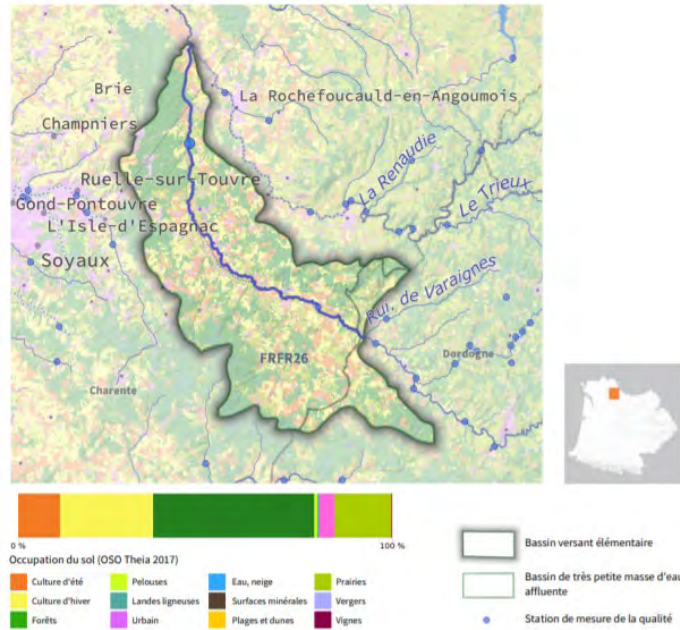 Brie
La Rochefoucauld-en-Angoumois
Champniers
La Renaudie
Le Trieux
Ruelle-sur-Touvre
Gond-Pontouvre
L'Isle-d'Espagnac
Soyaux
Rui. de Varaignes
FRFR26
Dordogne
Charente
0 %
100 %
Occupation du sol (OSO Theia 2017)
Culture d'été
Pelouses
Eau, neige
Prairies
Culture d'hiver
Landes ligneuses
Surfaces minérales
Vergers
Forêts
Urbain
Plages et dunes
Vignes
Bassin versant élémentaire
Bassin de très petite masse d'eau
affluente
Station de mesure de la qualité